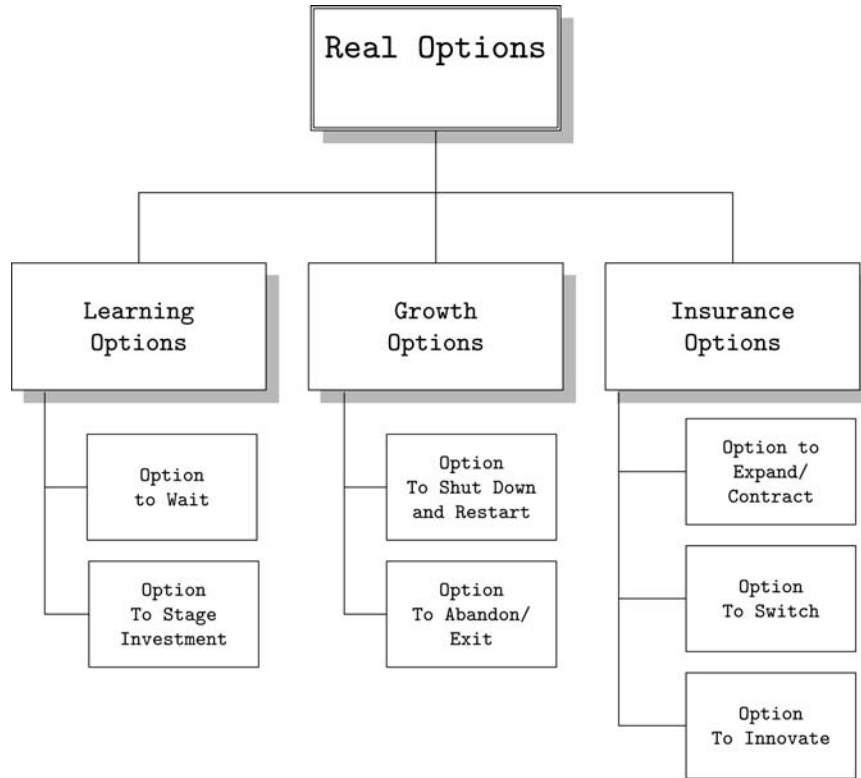 Real Options
Learning
Options
Growth
Options
Insurance
Options
Option
to Wait
Option
To Stage
Investment
Option
To Shut Down
and Restart
Option
To Abandon/
Exit
Option to
Expand/
Contract
Option
To Switch
Option
To Innovate